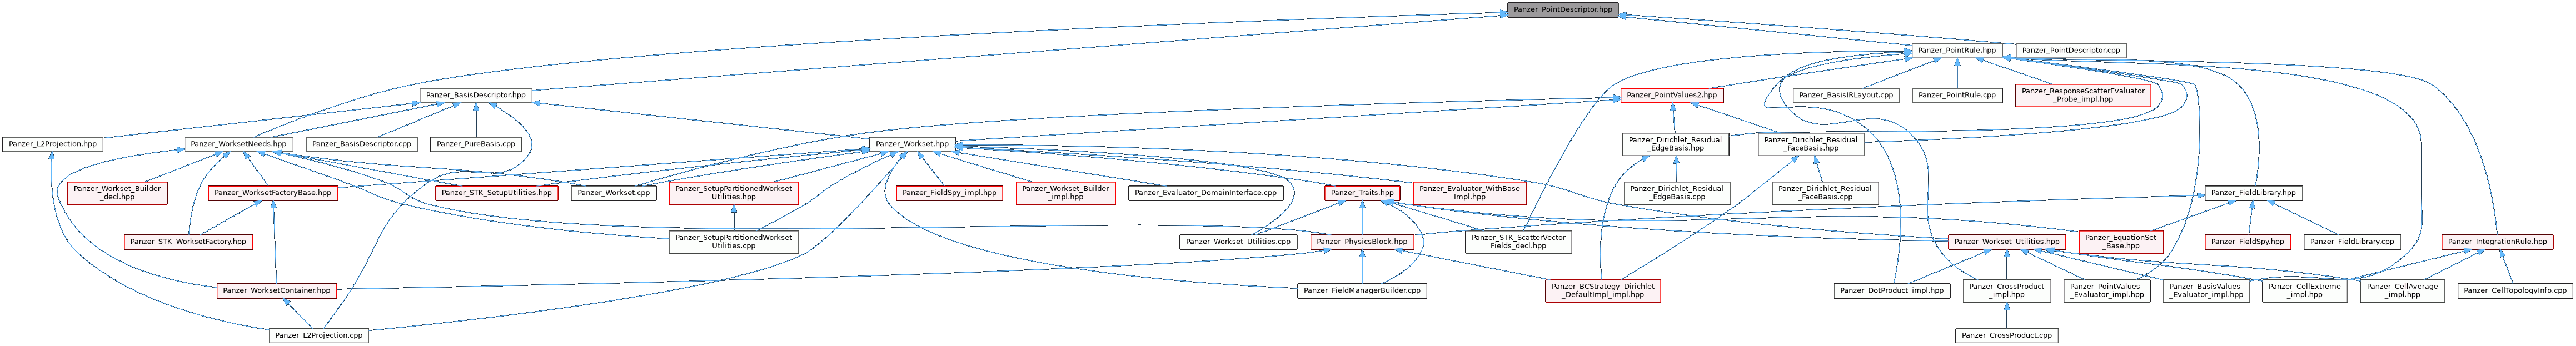 Panzer_PointDescriptor.hpp
Panzer_PointRule.hpp
Panzer_PointDescriptor.cpp
Panzer_BasisDescriptor.hpp
Panzer_PointValues2.hpp
Panzer_BasisIRLayout.cpp
Panzer_PointRule.cpp
Panzer_ResponseScatterEvaluator
_Probe_impl.hpp
Panzer_L2Projection.hpp
Panzer_WorksetNeeds.hpp
Panzer_BasisDescriptor.cpp
Panzer_PureBasis.cpp
Panzer_Workset.hpp
Panzer_Dirichlet_Residual
_EdgeBasis.hpp
Panzer_Dirichlet_Residual
_FaceBasis.hpp
Panzer_Workset_Builder
_decl.hpp
Panzer_WorksetFactoryBase.hpp
Panzer_STK_SetupUtilities.hpp
Panzer_Workset.cpp
Panzer_SetupPartitionedWorkset
Utilities.hpp
Panzer_FieldSpy_impl.hpp
Panzer_Workset_Builder
_impl.hpp
Panzer_Evaluator_DomainInterface.cpp
Panzer_Traits.hpp
Panzer_Evaluator_WithBase
Impl.hpp
Panzer_Dirichlet_Residual
_EdgeBasis.cpp
Panzer_Dirichlet_Residual
_FaceBasis.cpp
Panzer_FieldLibrary.hpp
Panzer_STK_WorksetFactory.hpp
Panzer_SetupPartitionedWorkset
Utilities.cpp
Panzer_Workset_Utilities.cpp
Panzer_PhysicsBlock.hpp
Panzer_STK_ScatterVector
Fields_decl.hpp
Panzer_Workset_Utilities.hpp
Panzer_EquationSet
_Base.hpp
Panzer_FieldSpy.hpp
Panzer_FieldLibrary.cpp
Panzer_IntegrationRule.hpp
Panzer_WorksetContainer.hpp
Panzer_FieldManagerBuilder.cpp
Panzer_BCStrategy_Dirichlet
_DefaultImpl_impl.hpp
Panzer_DotProduct_impl.hpp
Panzer_CrossProduct
_impl.hpp
Panzer_PointValues
_Evaluator_impl.hpp
Panzer_BasisValues
_Evaluator_impl.hpp
Panzer_CellExtreme
_impl.hpp
Panzer_CellAverage
_impl.hpp
Panzer_CellTopologyInfo.cpp
Panzer_L2Projection.cpp
Panzer_CrossProduct.cpp